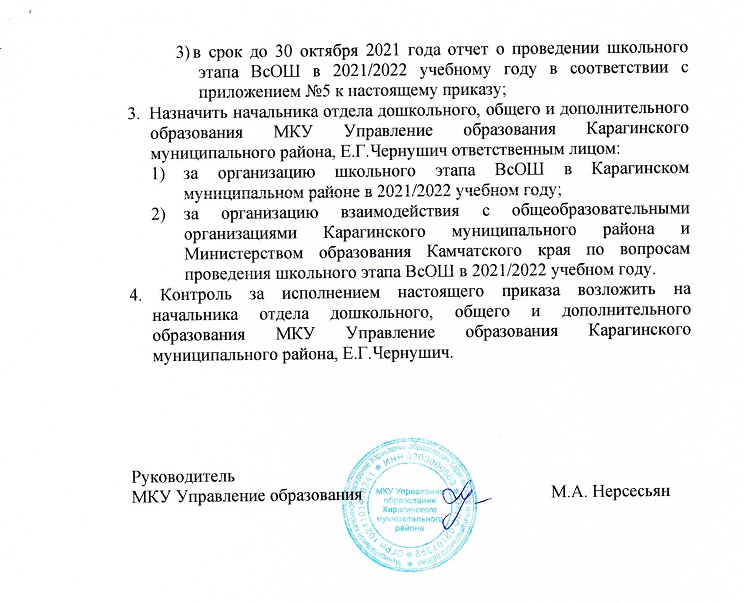 3) в срок до 30 октября 2021 года отчет о проведении школьного
этапа ВсОШ в 2021/2022 учебному году в соответствии с
приложением №5 к настоящему приказу;
3. Назначить начальника отдела дошкольного, общего и дополнительного
образования МКУ Управление образования Карагинского
муниципального района, Е.Г.Чернушич ответственным лицом:
1) за организацию школьного этапа ВсОШ в Карагинском
муниципальном районе в 2021/2022 учебном году;
2) за организацию взаимодействия с общеобразовательными
организациями Карагинского муниципального района и
Министерством образования Камчатского края по вопросам
проведения школьного этапа ВсОШ в 2021/2022 учебном году.
4. Контроль за исполнением настоящего приказа возложить на
начальника отдела дошкольного, общего и дополнительного
образования МКУ Управление образования Карагинского
муниципального района, Е.Г.Чернушич.
Руководитель
МКУ Управление образования
М.А. Нерсесьян
МКУ Управление
образования
Карагинского
муниципального
района